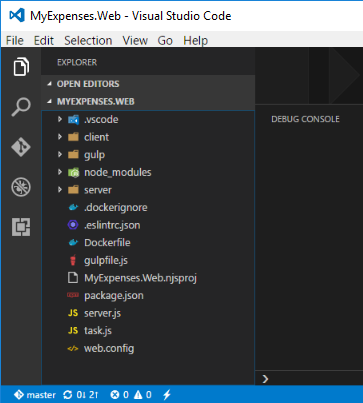 MyExpenses.Web - Visual Studio Code
File Edit Selection View Go Help
EXPLORER
OPEN EDITORS
MYEXPENSES.WEB
DEBUG CONSOLE
.vscode
client
gulp
node_modules
server
.dockerignore
.eslintrc.json
Dockerfile
gulpfile.js
MyExpenses.Web.njsproj
package.json
JS server.js
JS task.js
web.config
master 0↓ 2↑ 0 0